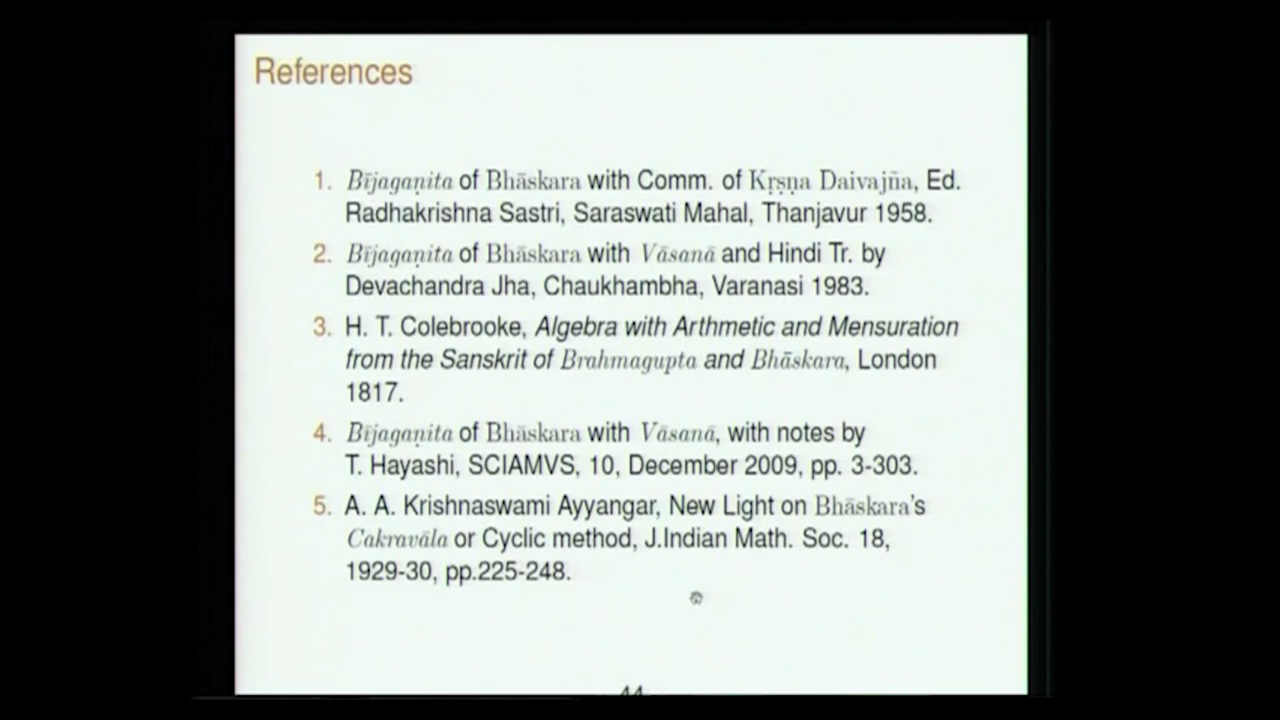 References
1. Bījagaṇita of Bhāskara with Comm. of Kṛṣṇa Daivajña, Ed.
Radhakrishna Sastri, Saraswati Mahal, Thanjavur 1958.
2. Bījagaṇita of Bhāskara with Vāsanā and Hindi Tr. by
Devachandra Jha, Chaukhambha, Varanasi 1983.
3. H. T. Colebrooke, Algebra with Arthmetic and Mensuration
from the Sanskrit of Brahmagupta and Bhāskara, London
1817.
4. Bījagaṇita of Bhāskara with Vāsanā, with notes by
T. Hayashi, SCIAMVS, 10, December 2009, pp. 3-303.
5. A. A. Krishnaswami Ayyangar, New Light on Bhāskara's
Cakravāla or Cyclic method, J.Indian Math. Soc. 18,
1929-30, pp.225-248.